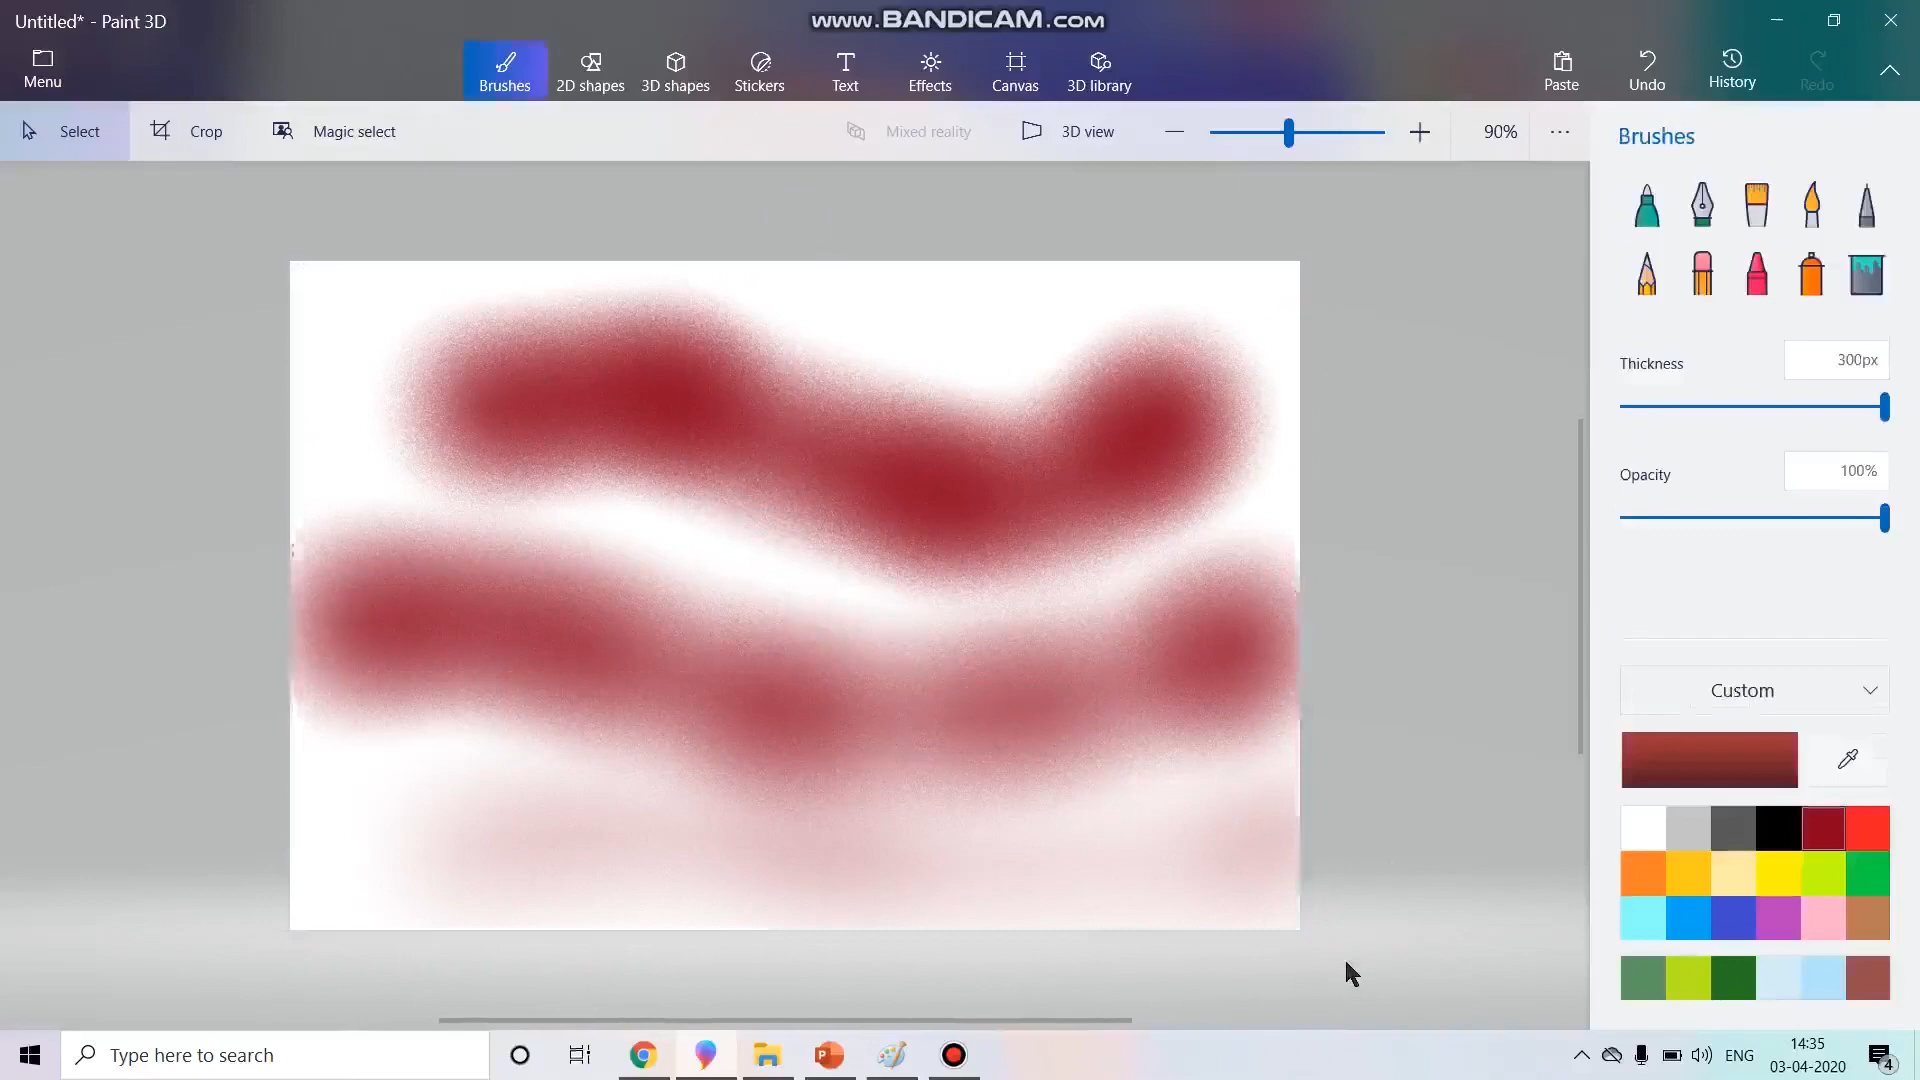 Untitled* - Paint 3D
www.BANDICAM.com
Menu
Brushes
2D shapes
3D shapes
Stickers
Text
Effects
Canvas
3D library
Paste
Undo
History
Redo
Select
Crop
Magic select
Mixed reality
3D view
90%
Brushes
Thickness
300px
Opacity
100%
Custom
Type here to search
ENG
14:35
03-04-2020
4